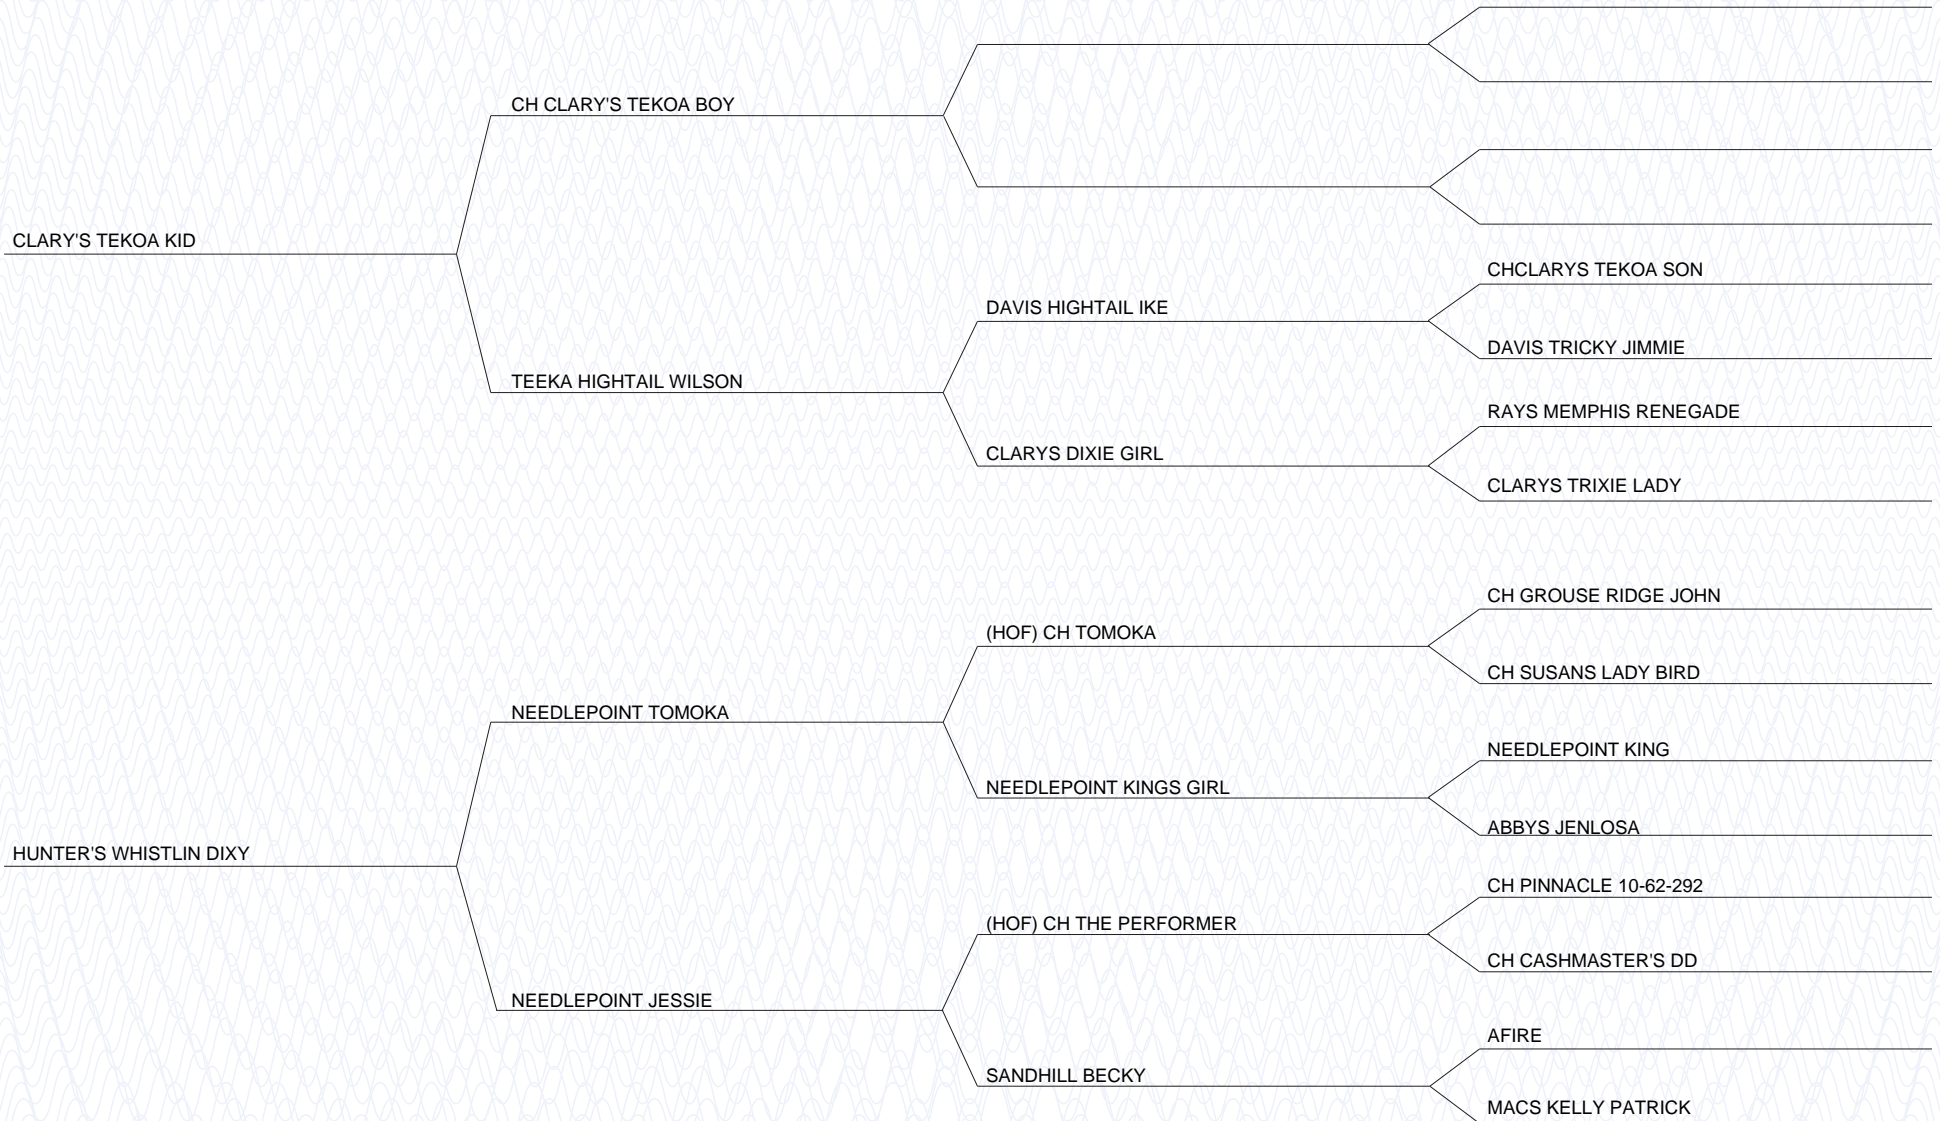 CH CLARY'S TEKOA BOY
CLARY'S TEKOA KID
CHCLARYS TEKOA SON
DAVIS HIGHTAIL IKE
DAVIS TRICKY JIMMIE
TEEKA HIGHTAIL WILSON
RAYS MEMPHIS RENEGADE
CLARYS DIXIE GIRL
CLARYS TRIXIE LADY
CH GROUSE RIDGE JOHN
(HOF) CH TOMOKA
CH SUSANS LADY BIRD
NEEDLEPOINT TOMOKA
NEEDLEPOINT KING
NEEDLEPOINT KINGS GIRL
ABBYS JENLOSA
HUNTER'S WHISTLIN DIXY
CH PINNACLE 10-62-292
(HOF) CH THE PERFORMER
CH CASHMASTER'S DD
NEEDLEPOINT JESSIE
AFIRE
SANDHILL BECKY
MACS KELLY PATRICK